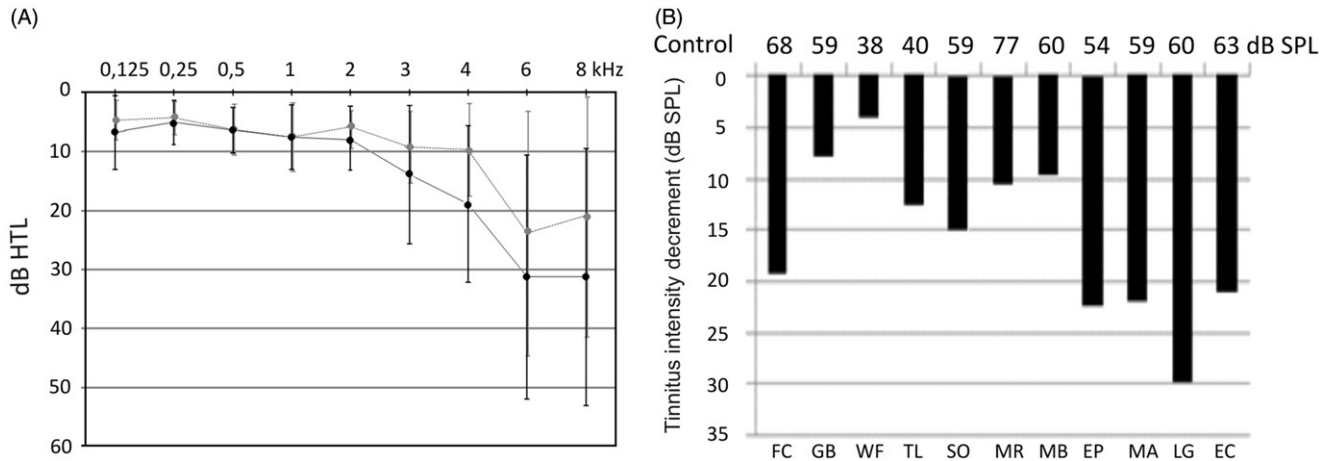 (A)
0,125 0,25 0,5 1 2 3 4 6 8 kHz
0
10
20
30
40
50
60
dB HTL
(B)
Control 68 59 38 40 59 77 60 54 59 60 63 dB SPL
0
5
10
15
20
25
30
35
Tinnitus intensity decrement (dB SPL)
FC GB WF TL SO MR MB EP MA LG EC